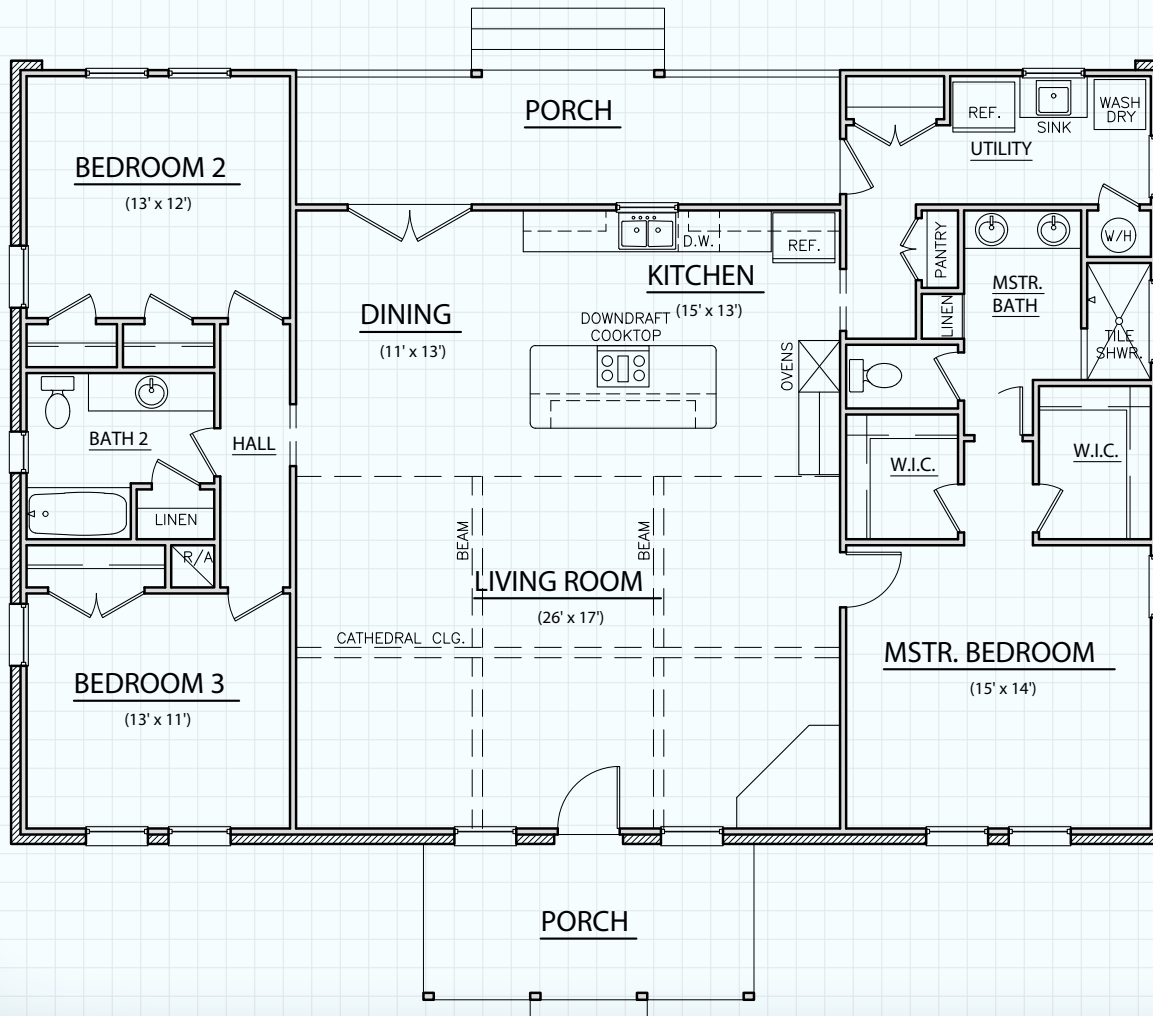 PORCH
WASH
DRY
REF.
SINK
UTILITY
BEDROOM 2
(13' x 12')
W/H
D.W.
REF.
PANTRY
KITCHEN
(15' x 13')
MSTR.
BATH
LINEN
DINING
(11' x 13')
DOWNDRAFT
COOKTOP
TILE
SHWR.
OVENS
BATH 2
HALL
W.I.C.
W.I.C.
LINEN
BEAM
BEAM
R/A
LIVING ROOM
(26' x 17')
CATHEDRAL CLG.
MSTR. BEDROOM
(15' x 14')
BEDROOM 3
(13' x 11')
PORCH